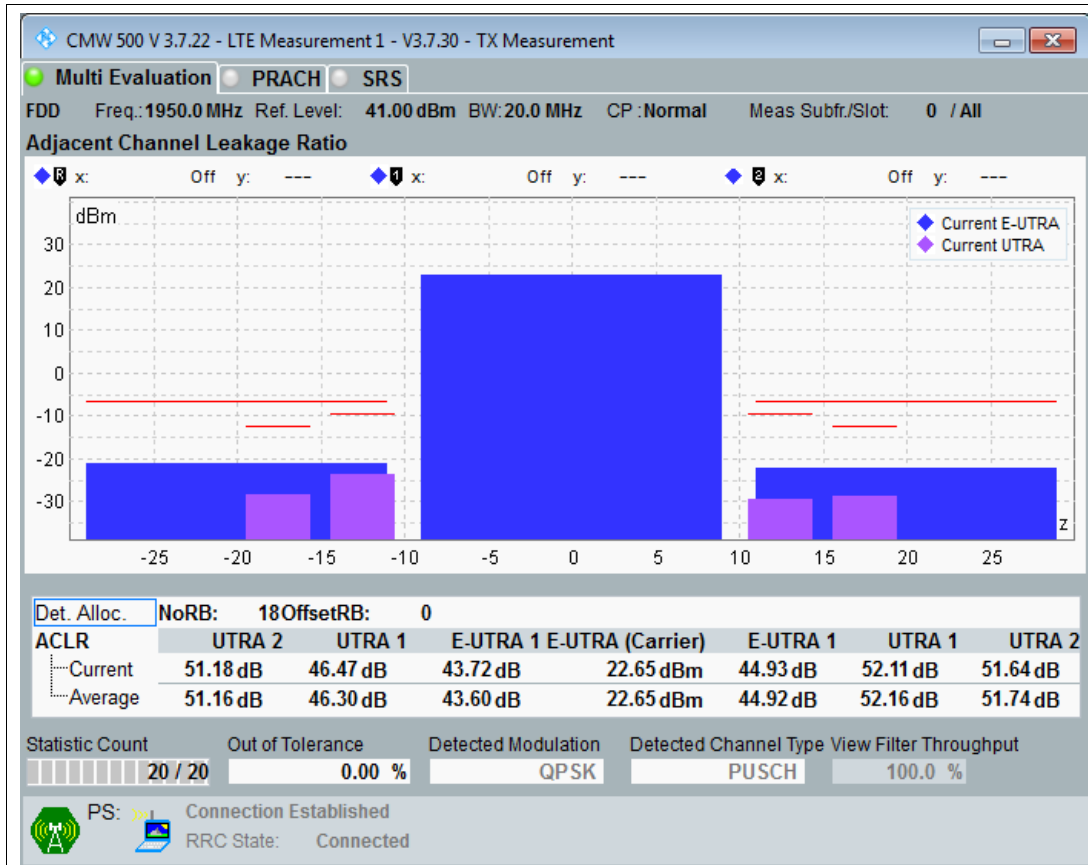 CMW 500 V 3.7.22 - LTE Measurement 1 - V3.7.30 - TX Measurement
Multi Evaluation PRACH SRS
FDD Freq.: 1950.0 MHz Ref. Level: 41.00 dBm BW: 20.0 MHz CP : Normal Meas Subfr./Slot: 0 / All
Adjacent Channel Leakage Ratio
R x: Off y: --- 1 x: Off y: --- 2 x: Off y: ---
dBm
Current E-UTRA
Current UTRA
30
20
10
0
-10
-20
-30
z
-25 -20 -15 -10 -5 0 5 10 15 20 25
Det. Alloc. NoRB: 18 OffsetRB: 0
ACLR UTRA 2 UTRA 1 E-UTRA 1 E-UTRA (Carrier) E-UTRA 1 UTRA 1 UTRA 2
Current 51.18 dB 46.47 dB 43.72 dB 22.65 dBm 44.93 dB 52.11 dB 51.64 dB
Average 51.16 dB 46.30 dB 43.60 dB 22.65 dBm 44.92 dB 52.16 dB 51.74 dB
Statistic Count Out of Tolerance Detected Modulation Detected Channel Type View Filter Throughput
20 / 20 0.00 % QPSK PUSCH 100.0 %
PS: Connection Established
RRC State: Connected